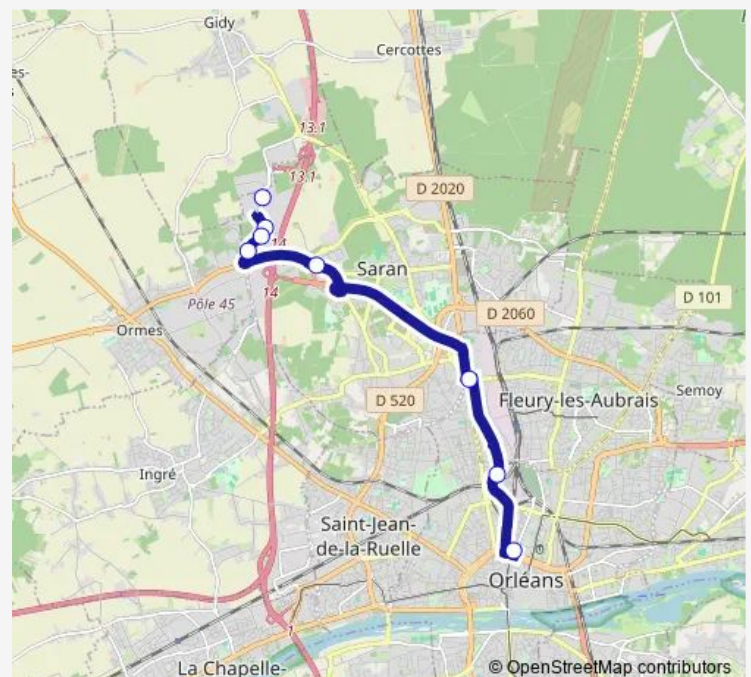 Gidy
Cercottes
es-
13.1
13.1
D 2020
14
Saran
14
Pôle 45
D 101
D 2060
Ormes
D 520
Semoy
Fleury-les-Aubrais
Ingré
Saint-Jean-
de-la-Ruelle
Orléans
1
La Chapelle-
© OpenStreetMap contributors